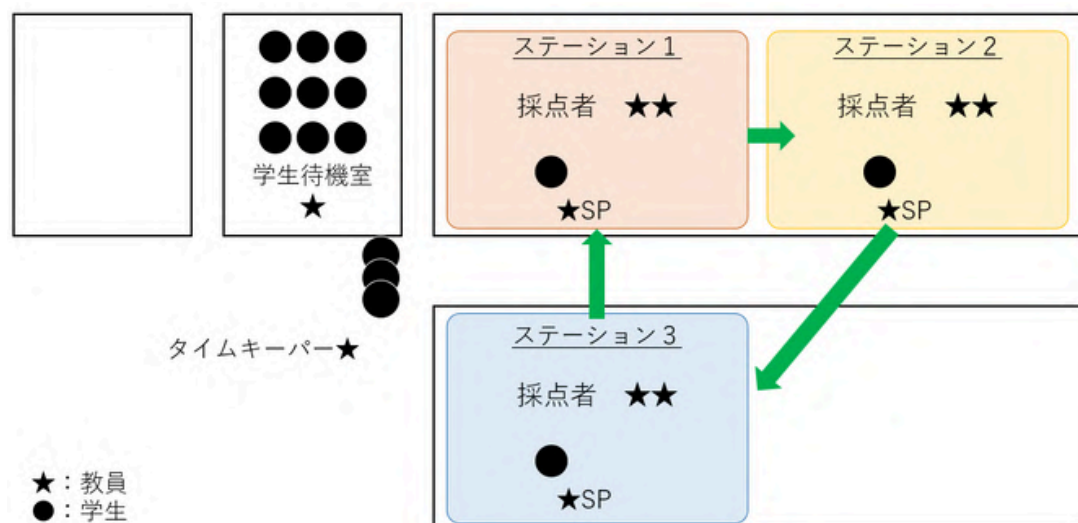 学生待機室
★
タイムキーパー★
ステーション1
採点者 ★★
★SP
ステーション2
採点者 ★★
★SP
ステーション3
採点者 ★★
★SP
★：教員
●：学生